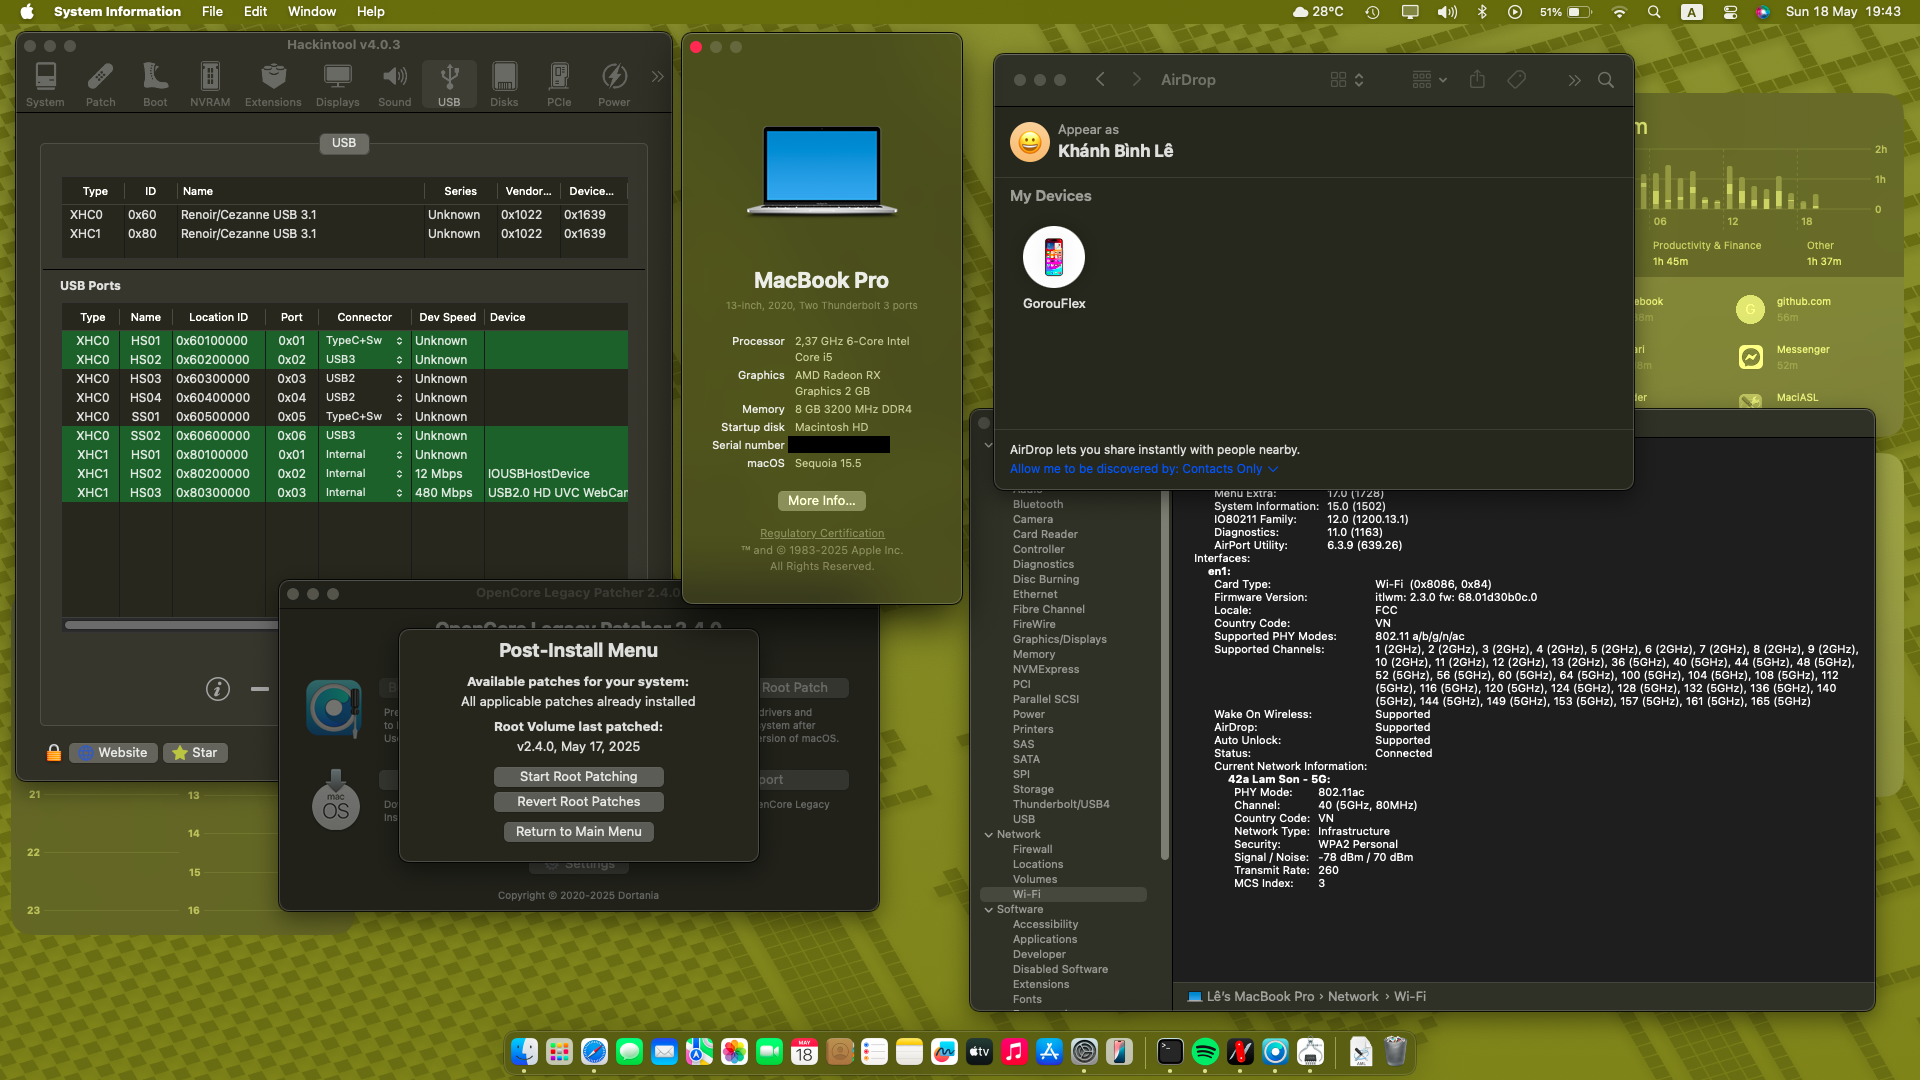 System Information File Edit Window Help
28°C 51% A Sun 18 May 19:43
Hackintool v4.0.3
System Patch Boot NVRAM Extensions Displays Sound USB Disks PCIe Power
USB
Type ID Name Series Vendor... Device...
XHC0 0x60 Renoir/Cezanne USB 3.1 Unknown 0x1022 0x1639
XHC1 0x80 Renoir/Cezanne USB 3.1 Unknown 0x1022 0x1639
USB Ports
Type Name Location ID Port Connector Dev Speed Device
XHC0 HS01 0x60100000 0x01 TypeC+Sw Unknown
XHC0 HS02 0x60200000 0x02 USB3 Unknown
XHC0 HS03 0x60300000 0x03 USB2 Unknown
XHC0 HS04 0x60400000 0x04 USB2 Unknown
XHC0 SS01 0x60500000 0x05 TypeC+Sw Unknown
XHC0 SS02 0x60600000 0x06 USB3 Unknown
XHC1 HS01 0x80100000 0x01 Internal Unknown
XHC1 HS02 0x80200000 0x02 Internal 12 Mbps IOUSBHostDevice
XHC1 HS03 0x80300000 0x03 Internal 480 Mbps USB2.0 HD UVC WebCam
Website Star
21 13
14
22
15
23 16
OpenCore Legacy Patcher 2.4.0
OpenCore Legacy Patcher 2.4.0
Post-Install Menu
Available patches for your system:
All applicable patches already installed
Root Volume last patched:
v2.4.0, May 17, 2025
Start Root Patching
Revert Root Patches
Return to Main Menu
Root Patch
drivers and
system after
version of macOS.
OpenCore Legacy
mac
OS
Settings
Copyright © 2020-2025 Dortania
MacBook Pro
13-inch, 2020, Two Thunderbolt 3 ports
Processor 2,37 GHz 6-Core Intel
Core i5
Graphics AMD Radeon RX
Graphics 2 GB
Memory 8 GB 3200 MHz DDR4
Startup disk Macintosh HD
Serial number
macOS Sequoia 15.5
More Info...
Regulatory Certification
™ and © 1983-2025 Apple Inc.
All Rights Reserved.
AirDrop
Appear as
Khánh Bình Lê
My Devices
GorouFlex
AirDrop lets you share instantly with people nearby.
Allow me to be discovered by: Contacts Only
m
2h
1h
0
06 12 18
Productivity & Finance Other
1h 45m 1h 37m
ebook
G github.com
56m
Messenger
52m
MaciASL
Audio
Bluetooth
Camera
Card Reader
Controller
Diagnostics
Disc Burning
Ethernet
Fibre Channel
FireWire
Graphics/Displays
Memory
NVMExpress
PCI
Parallel SCSI
Power
Printers
SAS
SATA
SPI
Storage
Thunderbolt/USB4
USB
Network
Firewall
Locations
Volumes
Wi-Fi
Software
Accessibility
Applications
Developer
Disabled Software
Extensions
Fonts
Menu Extra: 17.0 (1728)
System Information: 15.0 (1502)
IO80211 Family: 12.0 (1200.13.1)
Diagnostics: 11.0 (1163)
AirPort Utility: 6.3.9 (639.26)
Interfaces:
en1:
Card Type: Wi-Fi (0x8086, 0x84)
Firmware Version: itlwm: 2.3.0 fw: 68.01d30b0c.0
Locale: FCC
Country Code: VN
Supported PHY Modes: 802.11 a/b/g/n/ac
Supported Channels: 1 (2GHz), 2 (2GHz), 3 (2GHz), 4 (2GHz), 5 (2GHz), 6 (2GHz), 7 (2GHz), 8 (2GHz), 9 (2GHz),
10 (2GHz), 11 (2GHz), 12 (2GHz), 13 (2GHz), 36 (5GHz), 40 (5GHz), 44 (5GHz), 48 (5GHz),
52 (5GHz), 56 (5GHz), 60 (5GHz), 64 (5GHz), 100 (5GHz), 104 (5GHz), 108 (5GHz), 112
(5GHz), 116 (5GHz), 120 (5GHz), 124 (5GHz), 128 (5GHz), 132 (5GHz), 136 (5GHz), 140
(5GHz), 144 (5GHz), 149 (5GHz), 153 (5GHz), 157 (5GHz), 161 (5GHz), 165 (5GHz)
Wake On Wireless: Supported
AirDrop: Supported
Auto Unlock: Supported
Status: Connected
Current Network Information:
42a Lam Son - 5G:
PHY Mode: 802.11ac
Channel: 40 (5GHz, 80MHz)
Country Code: VN
Network Type: Infrastructure
Security: WPA2 Personal
Signal / Noise: -78 dBm / 70 dBm
Transmit Rate: 260
MCS Index: 3
Lê's MacBook Pro › Network › Wi-Fi
MAY
18
tv